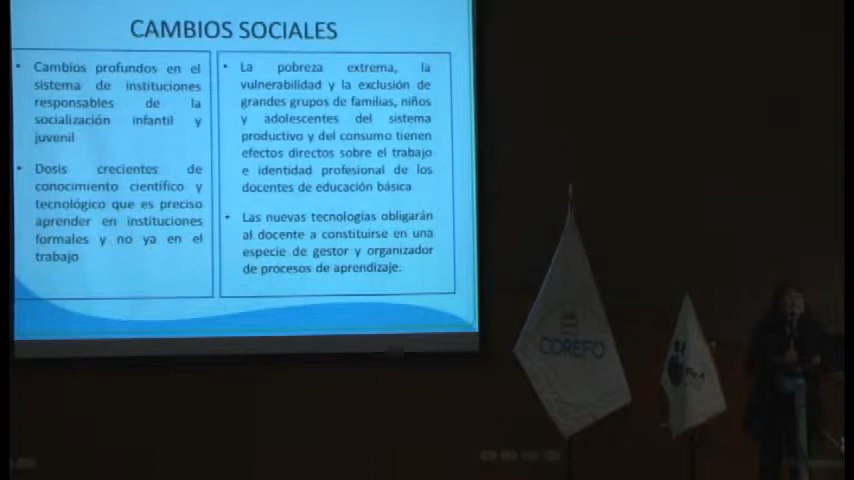 CAMBIOS SOCIALES
• Cambios profundos en el
sistema de instituciones
responsables de la
socialización infantil y
juvenil
• Dosis crecientes de
conocimiento científico y
tecnológico que es preciso
aprender en instituciones
formales y no ya en el
trabajo
• La pobreza extrema, la
vulnerabilidad y la exclusión de
grandes grupos de familias, niños
y adolescentes del sistema
productivo y del consumo tienen
efectos directos sobre el trabajo
e identidad profesional de los
docentes de educación básica
• Las nuevas tecnologías obligarán
al docente a constituirse en una
especie de gestor y organizador
de procesos de aprendizaje.
COREFO